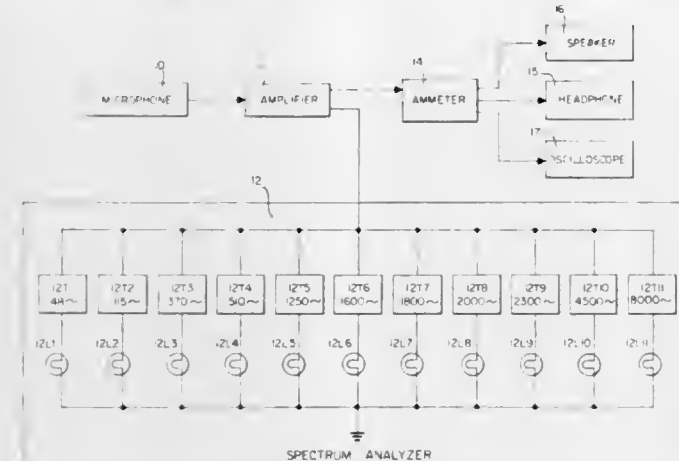 16
SPEAKER
10
14
15
MICROPHONE
AMPLIFIER
AMMETER
HEADPHONE
17
OSCILLOSCOPE
12
12T 12T2 12T3 12T4 12T5 12T6 12T7 12T8 12T9 12T10 12T11
48~ 115~ 370~ 510~ 1250~ 1600~ 1800~ 2000~ 2300~ 4500~ 8000~
12L1 12L2 12L3 12L4 12L5 12L6 12L7 12L8 12L9 12L10 12L11
SPECTRUM ANALYZER